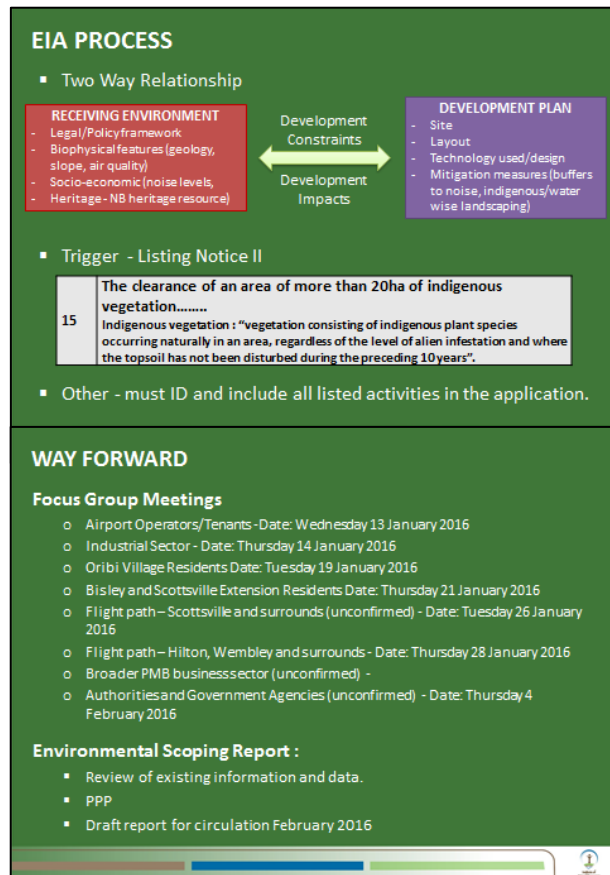 EIA PROCESS
▪ Two Way Relationship
RECEIVING ENVIRONMENT
- Legal/Policy framework
- Biophysical features (geology,
slope, air quality)
- Socio-economic (noise levels,
- Heritage - NB heritage resource)
Development
Constraints
Development
Impacts
DEVELOPMENT PLAN
- Site
- Layout
- Technology used/design
- Mitigation measures (buffers
to noise, indigenous/water
wise landscaping)
▪ Trigger - Listing Notice II
15
The clearance of an area of more than 20ha of indigenous
vegetation........
Indigenous vegetation : “vegetation consisting of indigenous plant species
occurring naturally in an area, regardless of the level of alien infestation and where
the topsoil has not been disturbed during the preceding 10 years”.
▪ Other - must ID and include all listed activities in the application.
WAY FORWARD
Focus Group Meetings
o Airport Operators/Tenants -Date: Wednesday 13 January 2016
o Industrial Sector - Date: Thursday 14 January 2016
o Oribi Village Residents Date: Tuesday 19 January 2016
o Bisley and Scottsville Extension Residents Date: Thursday 21 January 2016
o Flight path – Scottsville and surrounds (unconfirmed) - Date: Tuesday 26 January
2016
o Flight path – Hilton, Wembley and surrounds - Date: Thursday 28 January 2016
o Broader PMB business sector (unconfirmed) -
o Authorities and Government Agencies (unconfirmed) - Date: Thursday 4
February 2016
Environmental Scoping Report :
▪ Review of existing information and data.
▪ PPP
▪ Draft report for circulation February 2016